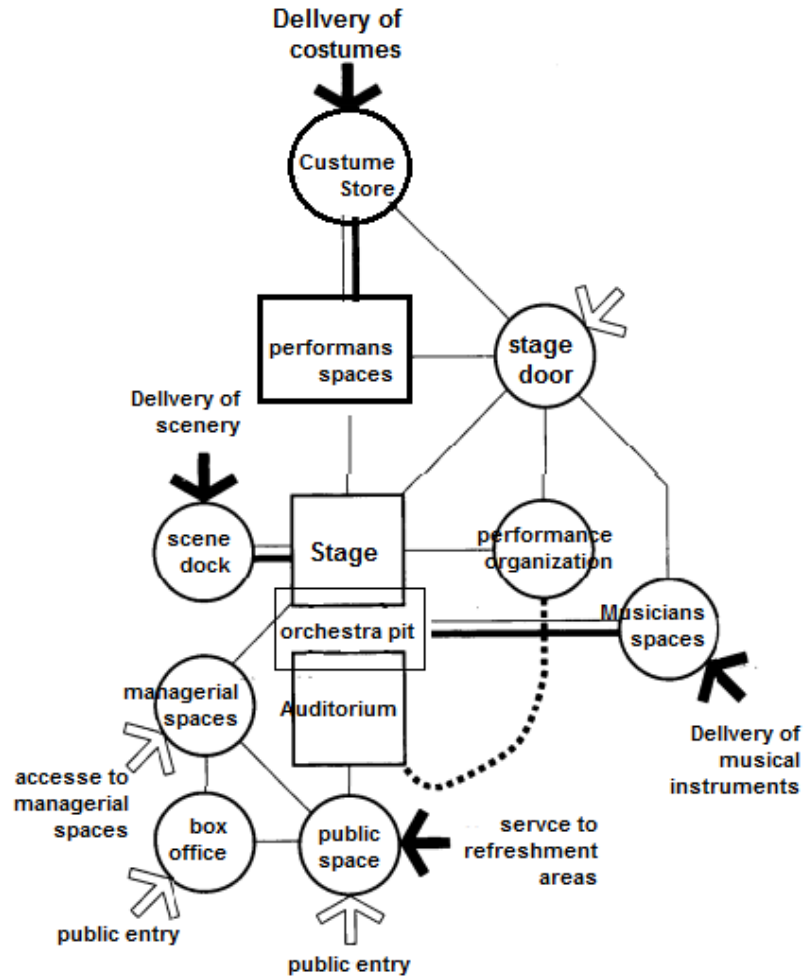 Dellvery of
costumes
Custume
Store
performans
spaces
stage
door
Dellvery of
scenery
scene
dock
Stage
performance
organization
orchestra pit
Musicians
spaces
managerial
spaces
Auditorium
Dellvery of
musical
instruments
accesse to
managerial
spaces
box
office
public
space
servce to
refreshment
areas
public entry
public entry